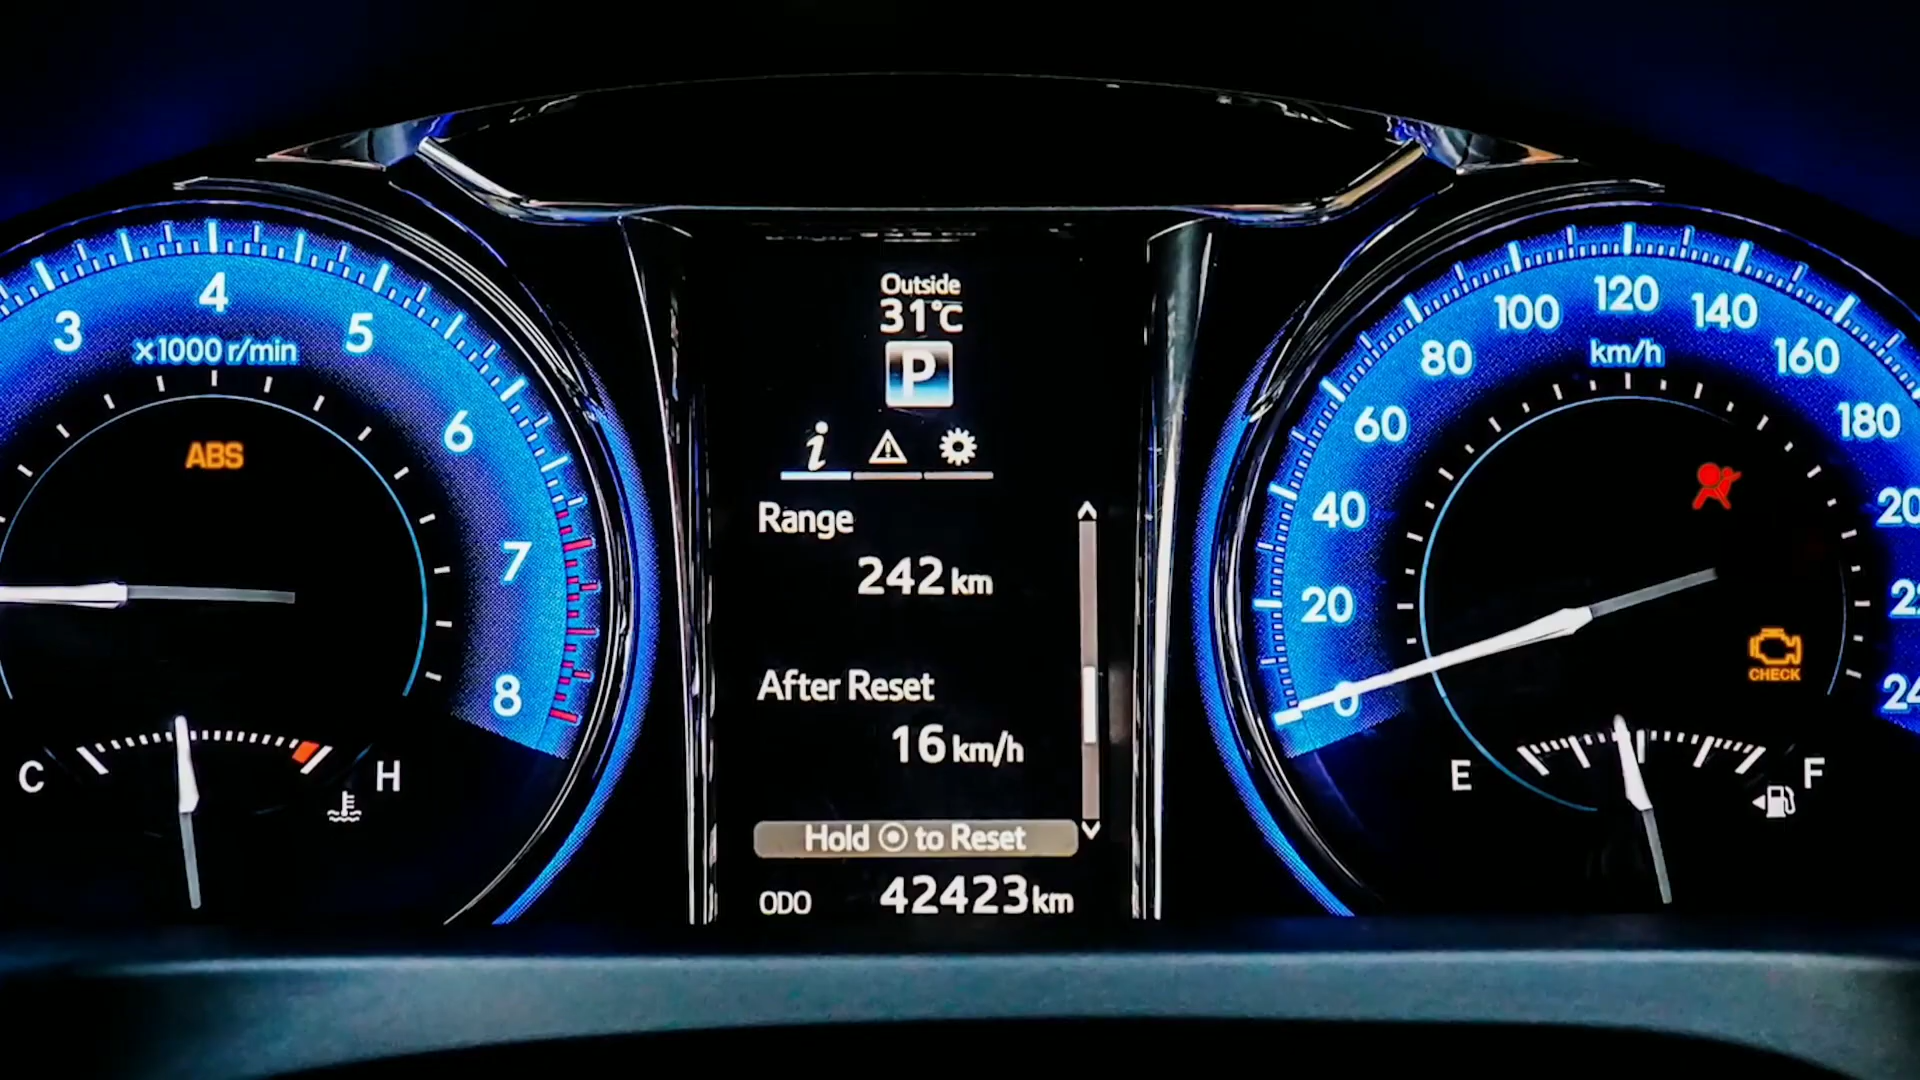 3
4
5
6
7
8
x1000 r/min
ABS
C
H
Outside
31°C
P
i
Range
242 km
After Reset
16 km/h
Hold to Reset
ODO 42423 km
0
20
40
60
80
100
120
140
160
180
km/h
CHECK
E
F